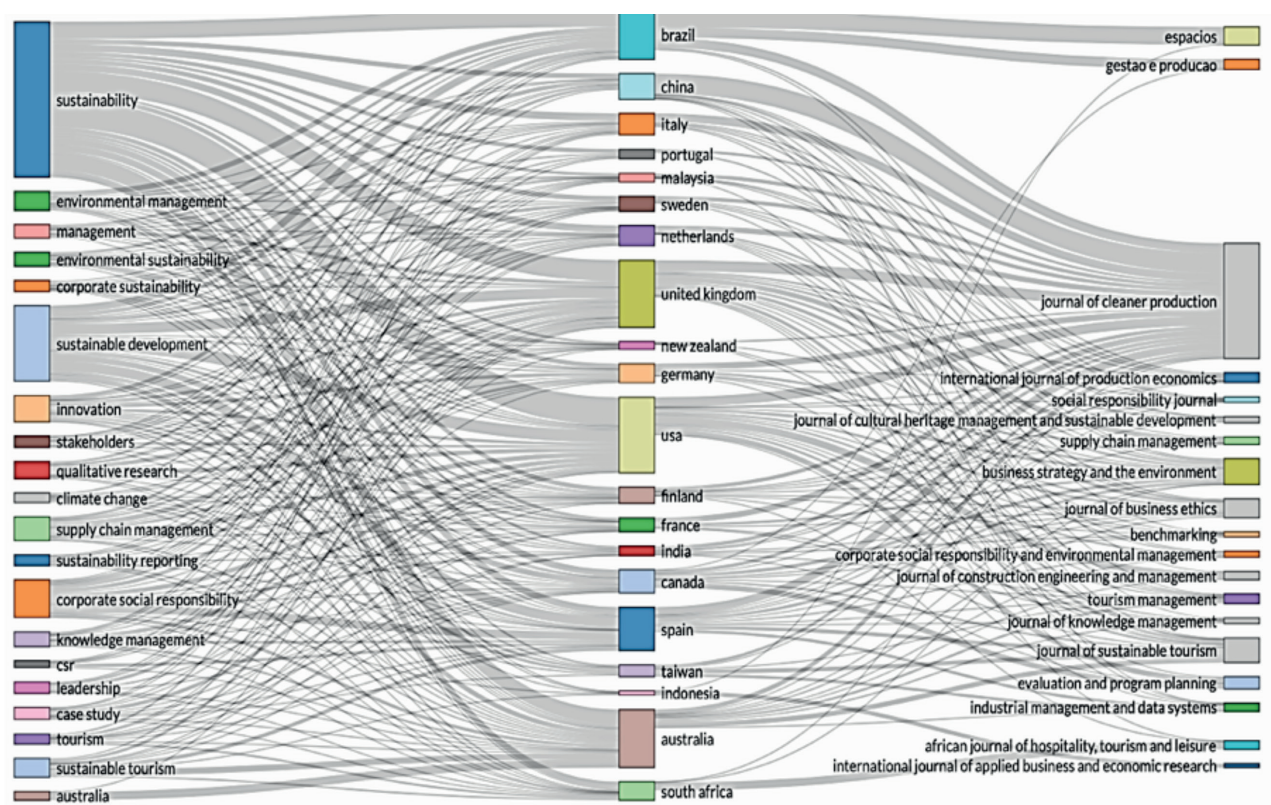 sustainability
environmental management
management
environmental sustainability
corporate sustainability
sustainable development
innovation
stakeholders
qualitative research
climate change
supply chain management
sustainability reporting
corporate social responsibility
knowledge management
csr
leadership
case study
tourism
sustainable tourism
australia
brazil
china
italy
portugal
malaysia
sweden
netherlands
united kingdom
new zealand
germany
usa
finland
france
india
canada
spain
taiwan
indonesia
australia
south africa
espacios
gestao e producao
journal of cleaner production
international journal of production economics
social responsibility journal
journal of cultural heritage management and sustainable development
supply chain management
business strategy and the environment
journal of business ethics
benchmarking
corporate social responsibility and environmental management
journal of construction engineering and management
tourism management
journal of knowledge management
journal of sustainable tourism
evaluation and program planning
industrial management and data systems
african journal of hospitality, tourism and leisure
international journal of applied business and economic research